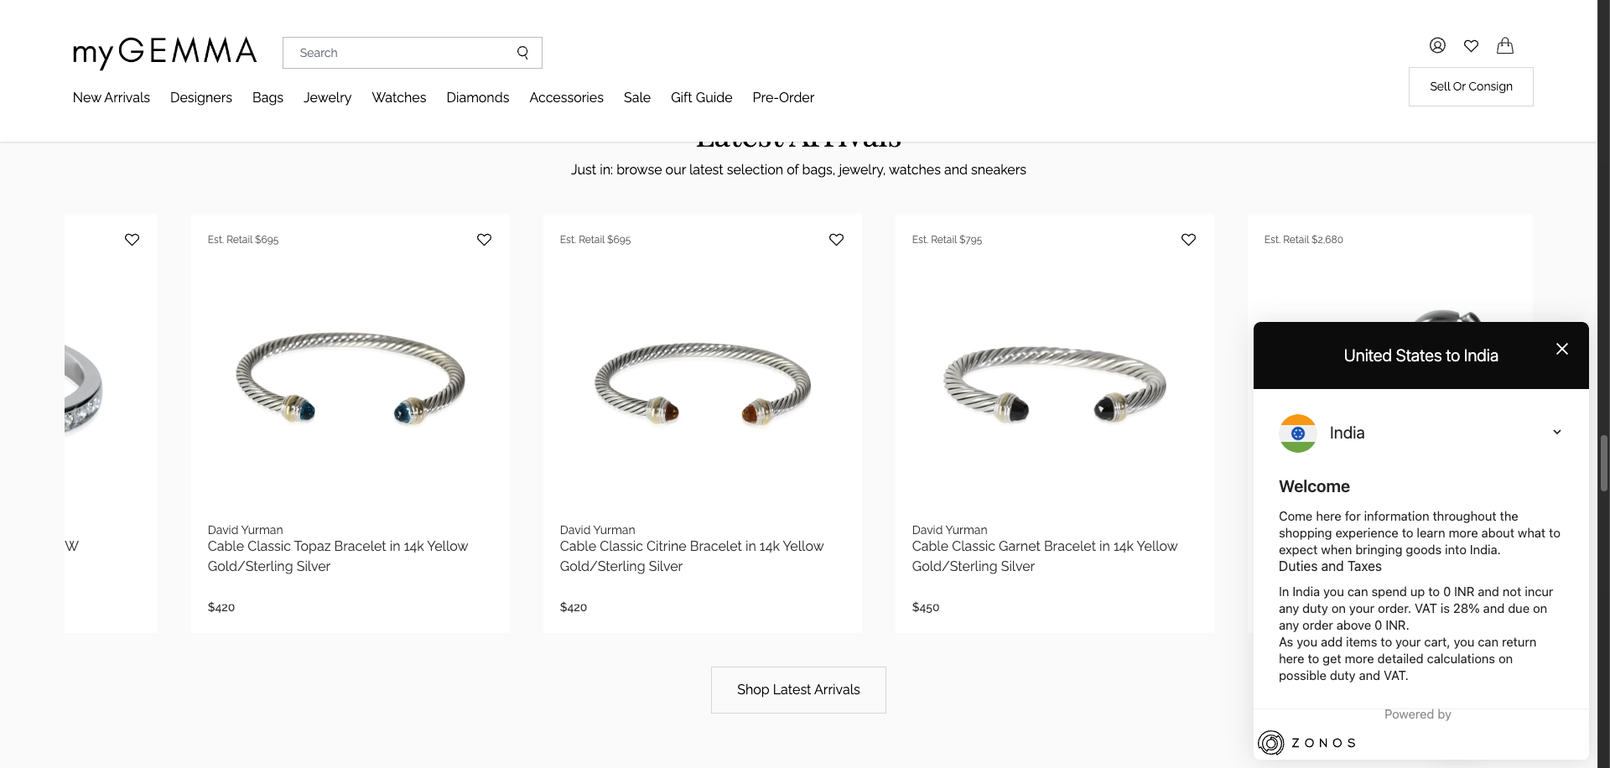 myGEMMA
Search
New Arrivals Designers Bags Jewelry Watches Diamonds Accessories Sale Gift Guide Pre-Order
Sell Or Consign
Latest Arrivals
Just in: browse our latest selection of bags, jewelry, watches and sneakers
W
Est. Retail $695
David Yurman
Cable Classic Topaz Bracelet in 14k Yellow
Gold/Sterling Silver
$420
Est. Retail $695
David Yurman
Cable Classic Citrine Bracelet in 14k Yellow
Gold/Sterling Silver
$420
Est. Retail $795
David Yurman
Cable Classic Garnet Bracelet in 14k Yellow
Gold/Sterling Silver
$450
Est. Retail $2,680
Shop Latest Arrivals
United States to India
India
Welcome
Come here for information throughout the
shopping experience to learn more about what to
expect when bringing goods into India.
Duties and Taxes
In India you can spend up to 0 INR and not incur
any duty on your order. VAT is 28% and due on
any order above 0 INR.
As you add items to your cart, you can return
here to get more detailed calculations on
possible duty and VAT.
Powered by
ZONOS